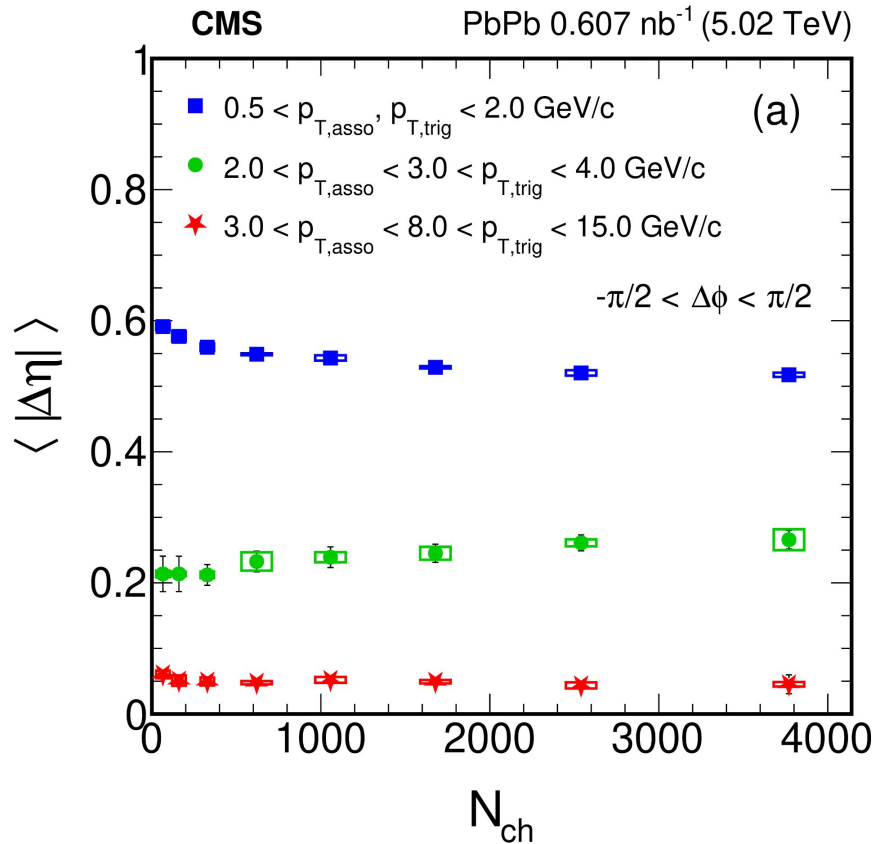 CMS PbPb 0.607 nb⁻¹ (5.02 TeV)
(a)
0.5 < p_T,asso, p_T,trig < 2.0 GeV/c
2.0 < p_T,asso < 3.0 < p_T,trig < 4.0 GeV/c
3.0 < p_T,asso < 8.0 < p_T,trig < 15.0 GeV/c
-π/2 < Δϕ < π/2
⟨ |Δη| ⟩
1
0.8
0.6
0.4
0.2
0
0 1000 2000 3000 4000
N_ch